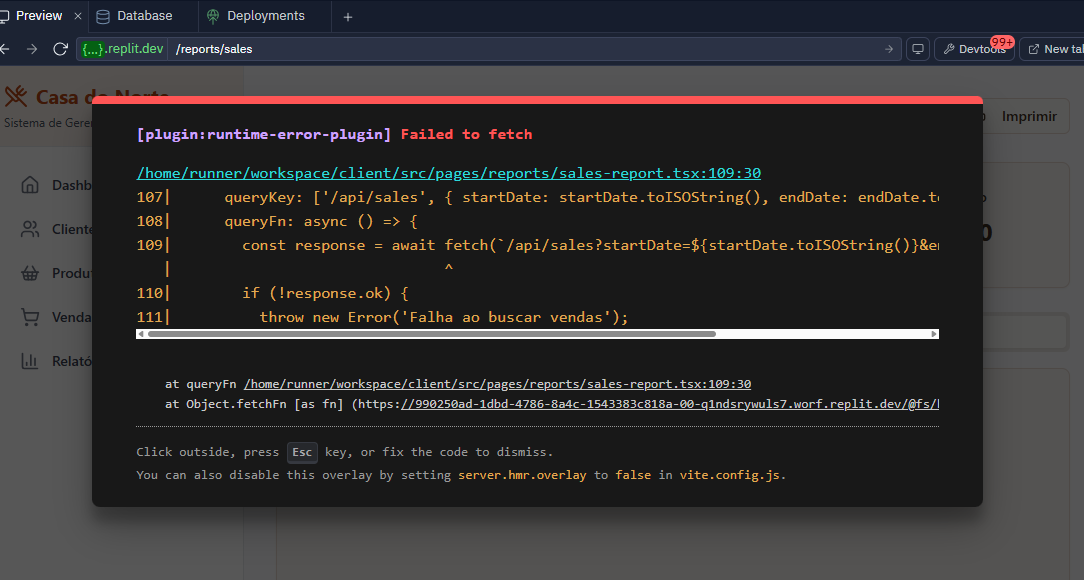 Preview × Database Deployments +
{...}.replit.dev /reports/sales → Devtools 99+ New tab
Casa do Norte
Sistema de Geren
Imprimir
[plugin:runtime-error-plugin] Failed to fetch
/home/runner/workspace/client/src/pages/reports/sales-report.tsx:109:30
107| queryKey: ['/api/sales', { startDate: startDate.toISOString(), endDate: endDate.to
108| queryFn: async () => {
109| const response = await fetch(`/api/sales?startDate=${startDate.toISOString()}&en
| ^
110| if (!response.ok) {
111| throw new Error('Falha ao buscar vendas');
at queryFn /home/runner/workspace/client/src/pages/reports/sales-report.tsx:109:30
at Object.fetchFn [as fn] (https://990250ad-1dbd-4786-8a4c-1543383c818a-00-q1ndsrywuls7.worf.replit.dev/@fs/h
Click outside, press Esc key, or fix the code to dismiss.
You can also disable this overlay by setting server.hmr.overlay to false in vite.config.js.
Dashb
Cliente
Produt
Venda
Relató
0